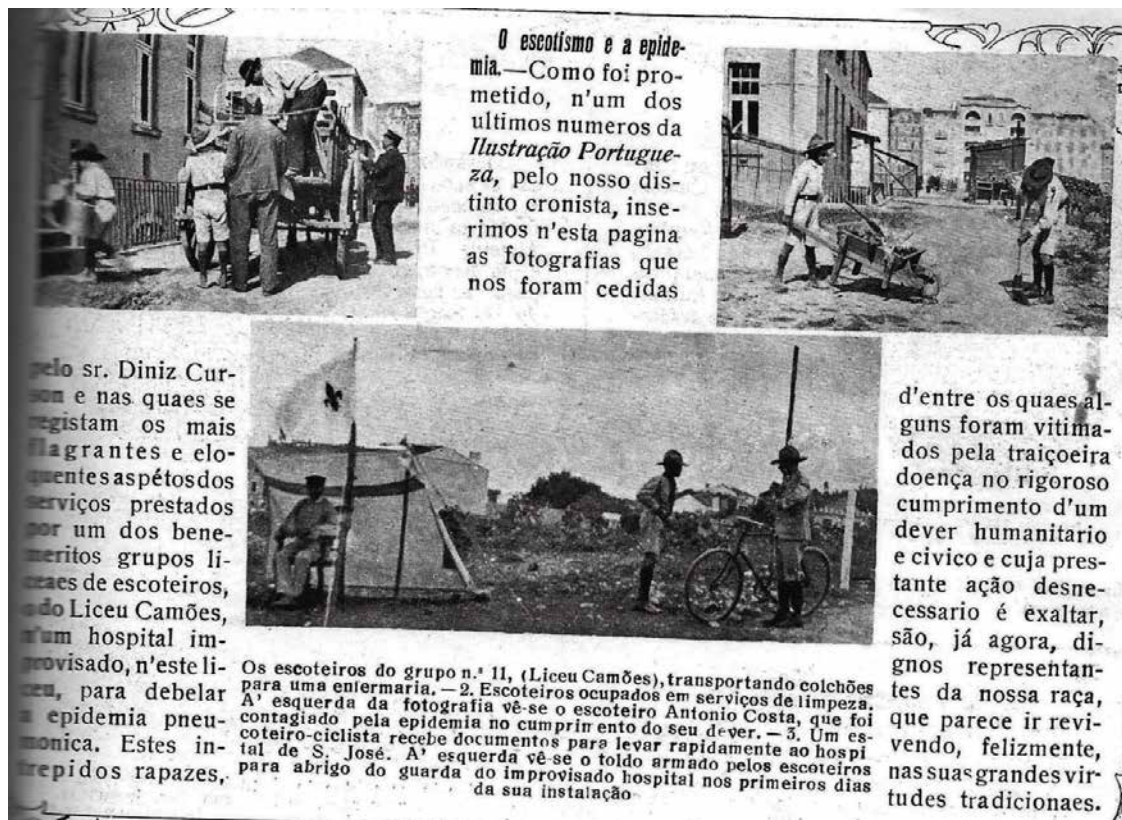 O escotismo e a epide-
mia.—Como foi pro-
metido, n'um dos
ultimos numeros da
Ilustração Portugue-
za, pelo nosso dis-
tinto cronista, inse-
rimos n'esta pagina
as fotografias que
nos foram cedidas
pelo sr. Diniz Cur-
son e nas quaes se
registam os mais
flagrantes e elo-
quentes aspétos dos
serviços prestados
por um dos bene-
meritos grupos li-
ceaes de escoteiros,
o do Liceu Camões,
n'um hospital im-
provisado, n'este li-
ceu, para debelar
a epidemia pneu-
monica. Estes in-
trepidos rapazes,
d'entre os quaes al-
guns foram vitima-
dos pela traiçoeira
doença no rigoroso
cumprimento d'um
dever humanitario
e civico e cuja pres-
tante ação desne-
cessario é exaltar,
são, já agora, di-
gnos representan-
tes da nossa raça,
que parece ir revi-
vendo, felizmente,
nas suas grandes vir-
tudes tradicionaes.
Os escoteiros do grupo n.º 11, (Liceu Camões), transportando colchões
para uma enfermaria. —2. Escoteiros ocupados em serviços de limpeza.
A' esquerda da fotografia vê-se o escoteiro Antonio Costa, que foi
contagiado pela epidemia no cumprimento do seu dever. — 3. Um es-
coteiro-ciclista recebe documentos para levar rapidamente ao hospi
tal de S. José. A' esquerda vê-se o toldo armado pelos escoteiros
para abrigo do guarda do improvisado hospital nos primeiros dias
da sua instalação